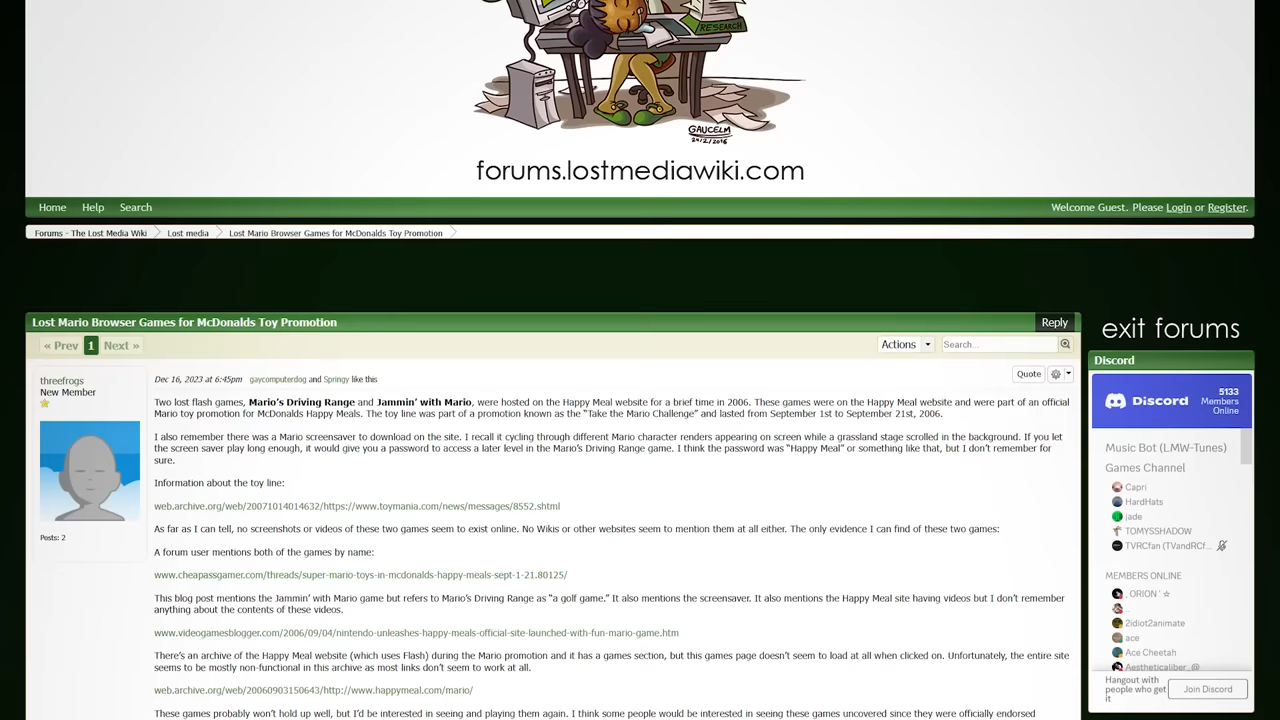 RESEARCH
GAUCELM
24/2/2016
forums.lostmediawiki.com
Home Help Search Welcome Guest. Please Login or Register.
Forums - The Lost Media Wiki Lost media Lost Mario Browser Games for McDonalds Toy Promotion
Lost Mario Browser Games for McDonalds Toy Promotion Reply
« Prev 1 Next » Actions Search...
threefrogs
New Member
Posts: 2
Dec 16, 2023 at 6:45pm gaycomputerdog and Springy like this Quote
Two lost flash games, Mario's Driving Range and Jammin' with Mario, were hosted on the Happy Meal website for a brief time in 2006. These games were on the Happy Meal website and were part of an official
Mario toy promotion for McDonalds Happy Meals. The toy line was part of a promotion known as the "Take the Mario Challenge" and lasted from September 1st to September 21st, 2006.
I also remember there was a Mario screensaver to download on the site. I recall it cycling through different Mario character renders appearing on screen while a grassland stage scrolled in the background. If you let
the screen saver play long enough, it would give you a password to access a later level in the Mario's Driving Range game. I think the password was "Happy Meal" or something like that, but I don't remember for
sure.
Information about the toy line:
web.archive.org/web/20071014014632/https://www.toymania.com/news/messages/8552.shtml
As far as I can tell, no screenshots or videos of these two games seem to exist online. No Wikis or other websites seem to mention them at all either. The only evidence I can find of these two games:
A forum user mentions both of the games by name:
www.cheapassgamer.com/threads/super-mario-toys-in-mcdonalds-happy-meals-sept-1-21.80125/
This blog post mentions the Jammin' with Mario game but refers to Mario's Driving Range as "a golf game." It also mentions the screensaver. It also mentions the Happy Meal site having videos but I don't remember
anything about the contents of these videos.
www.videogamesblogger.com/2006/09/04/nintendo-unleashes-happy-meals-official-site-launched-with-fun-mario-game.htm
There's an archive of the Happy Meal website (which uses Flash) during the Mario promotion and it has a games section, but this games page doesn't seem to load at all when clicked on. Unfortunately, the entire site
seems to be mostly non-functional in this archive as most links don't seem to work at all.
web.archive.org/web/20060903150643/http://www.happymeal.com/mario/
These games probably won't hold up well, but I'd be interested in seeing and playing them again. I think some people would be interested in seeing these games uncovered since they were officially endorsed
exit forums
Discord
Discord 5133
Members
Online
Music Bot (LMW-Tunes)
Games Channel
Capri
HardHats
jade
TOMYSSHADOW
TVRCfan (TVandRCf...
MEMBERS ONLINE
, ORION ' ☆
..
2idiot2animate
ace
Ace Cheetah
Aestheticaliber_@
Hangout with
people who get
it
Join Discord